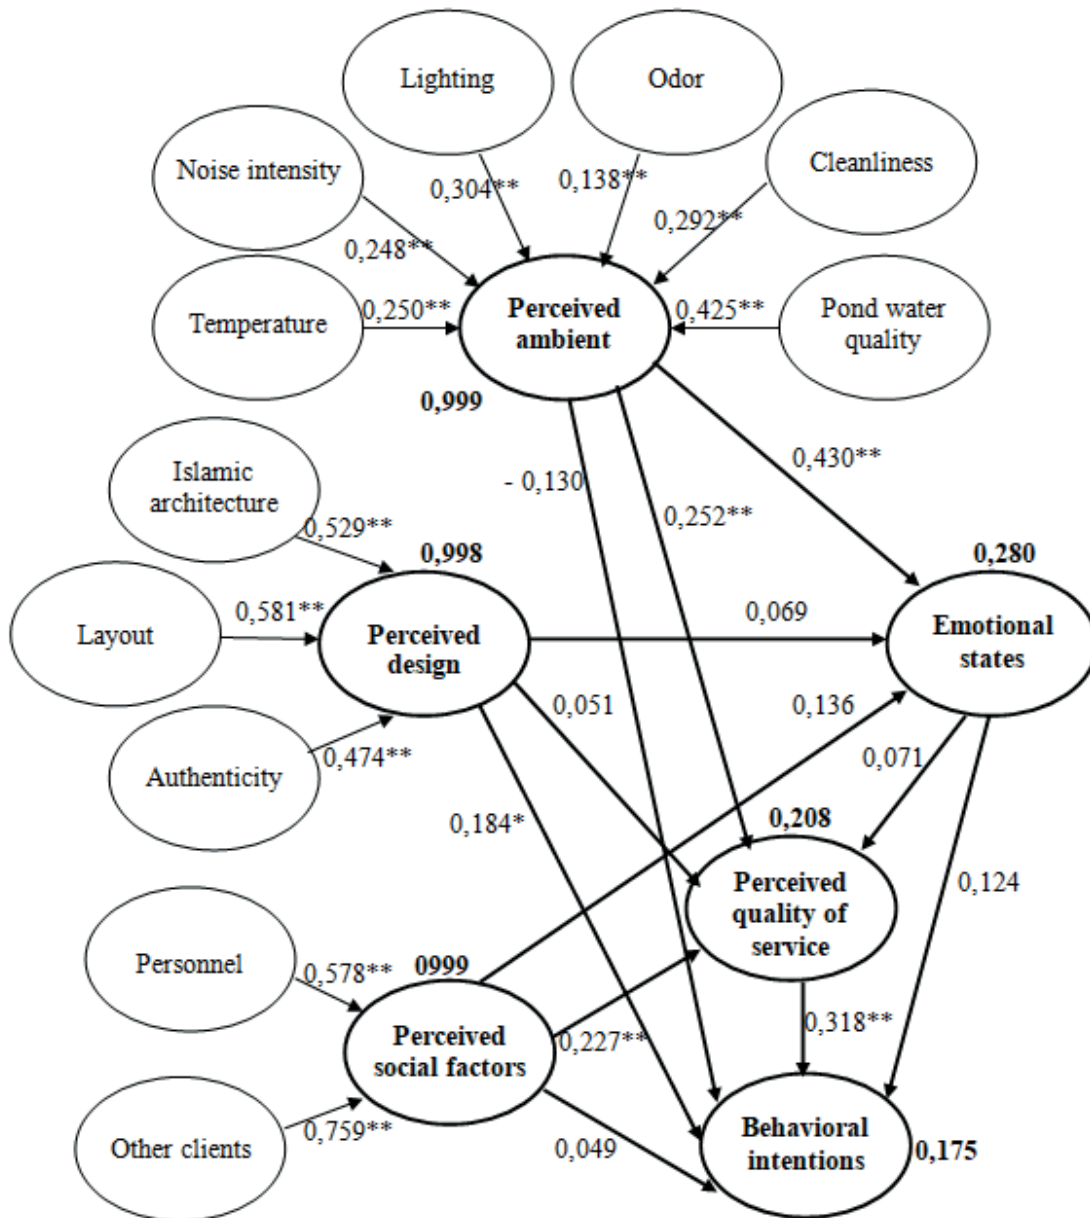 Lighting
Odor
Noise intensity
Cleanliness
0,304**
0,138**
0,248**
0,292**
Temperature
0,250**
Perceived
ambient
0,425**
Pond water
quality
0,999
Islamic
architecture
- 0,130
0,430**
0,529**
0,252**
0,998
0,280
Layout
0,581**
Perceived
design
0,069
Emotional
states
0,051
0,136
Authenticity
0,474**
0,071
0,184*
0,208
Perceived
quality of
service
0,124
Personnel
0,578**
0999
Perceived
social factors
0,227**
0,318**
Other clients
0,759**
0,049
Behavioral
intentions
0,175